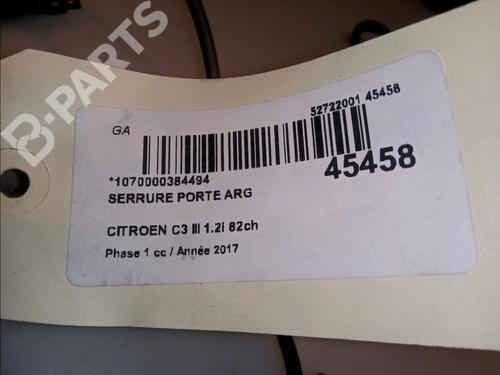 B-PARTS
GA
52722001 45458
*1070000384494
45458
SERRURE PORTE ARG
CITROEN C3 III 1.2i 82ch
Phase 1 cc / Année 2017